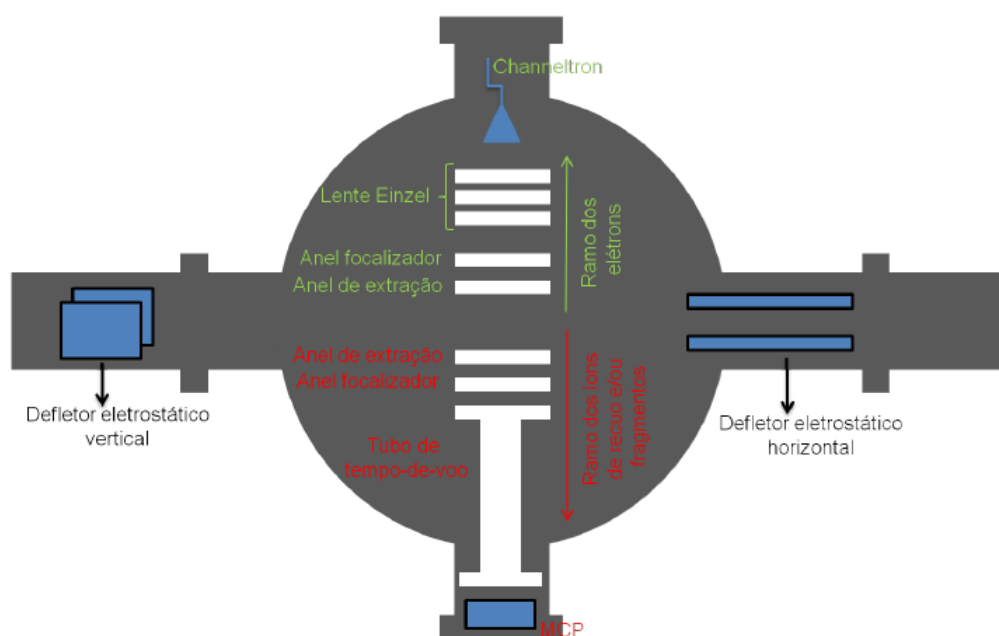 Channeltron
Lente Einzel
Anel focalizador
Anel de extração
Ramo dos
elétrons
Anel de extração
Anel focalizador
Tubo de
tempo-de-voo
Ramo dos íons
de recuo e/ou
fragmentos
MCP
Defletor eletrostático
vertical
Defletor eletrostático
horizontal